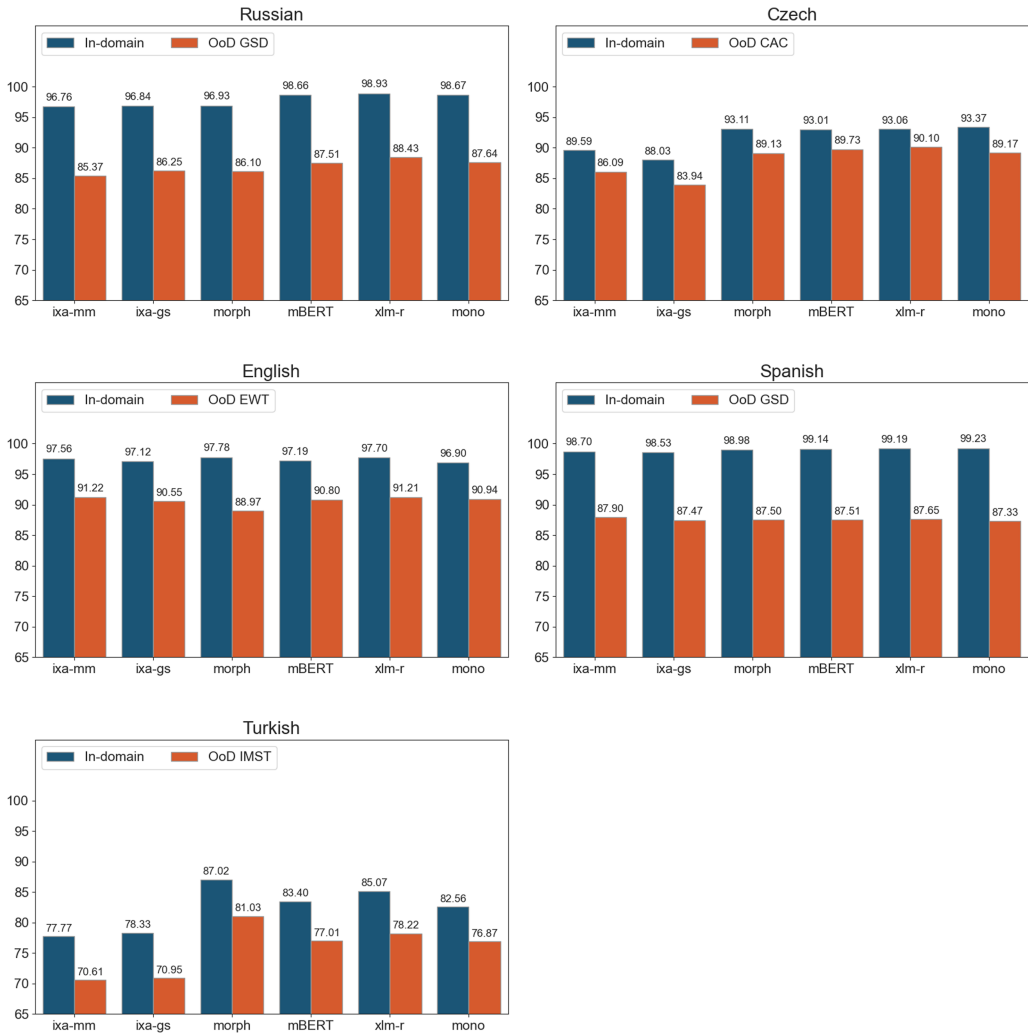 Russian
In-domain OoD GSD
100
95
90
85
80
75
70
65
96.76 85.37 96.84 86.25 96.93 86.10 98.66 87.51 98.93 88.43 98.67 87.64
ixa-mm ixa-gs morph mBERT xlm-r mono
Czech
In-domain OoD CAC
100
95
90
85
80
75
70
65
89.59 86.09 88.03 83.94 93.11 89.13 93.01 89.73 93.06 90.10 93.37 89.17
ixa-mm ixa-gs morph mBERT xlm-r mono
English
In-domain OoD EWT
100
95
90
85
80
75
70
65
97.56 91.22 97.12 90.55 97.78 88.97 97.19 90.80 97.70 91.21 96.90 90.94
ixa-mm ixa-gs morph mBERT xlm-r mono
Spanish
In-domain OoD GSD
100
95
90
85
80
75
70
65
98.70 87.90 98.53 87.47 98.98 87.50 99.14 87.51 99.19 87.65 99.23 87.33
ixa-mm ixa-gs morph mBERT xlm-r mono
Turkish
In-domain OoD IMST
100
95
90
85
80
75
70
65
77.77 70.61 78.33 70.95 87.02 81.03 83.40 77.01 85.07 78.22 82.56 76.87
ixa-mm ixa-gs morph mBERT xlm-r mono